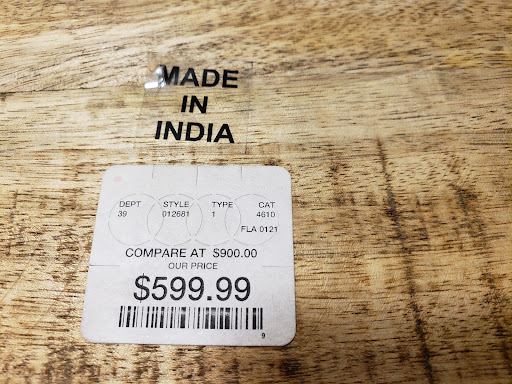 MADE
IN
INDIA
DEPT STYLE TYPE CAT
39 012681 1 4610
FLA 0121
COMPARE AT $900.00
OUR PRICE
$599.99
9